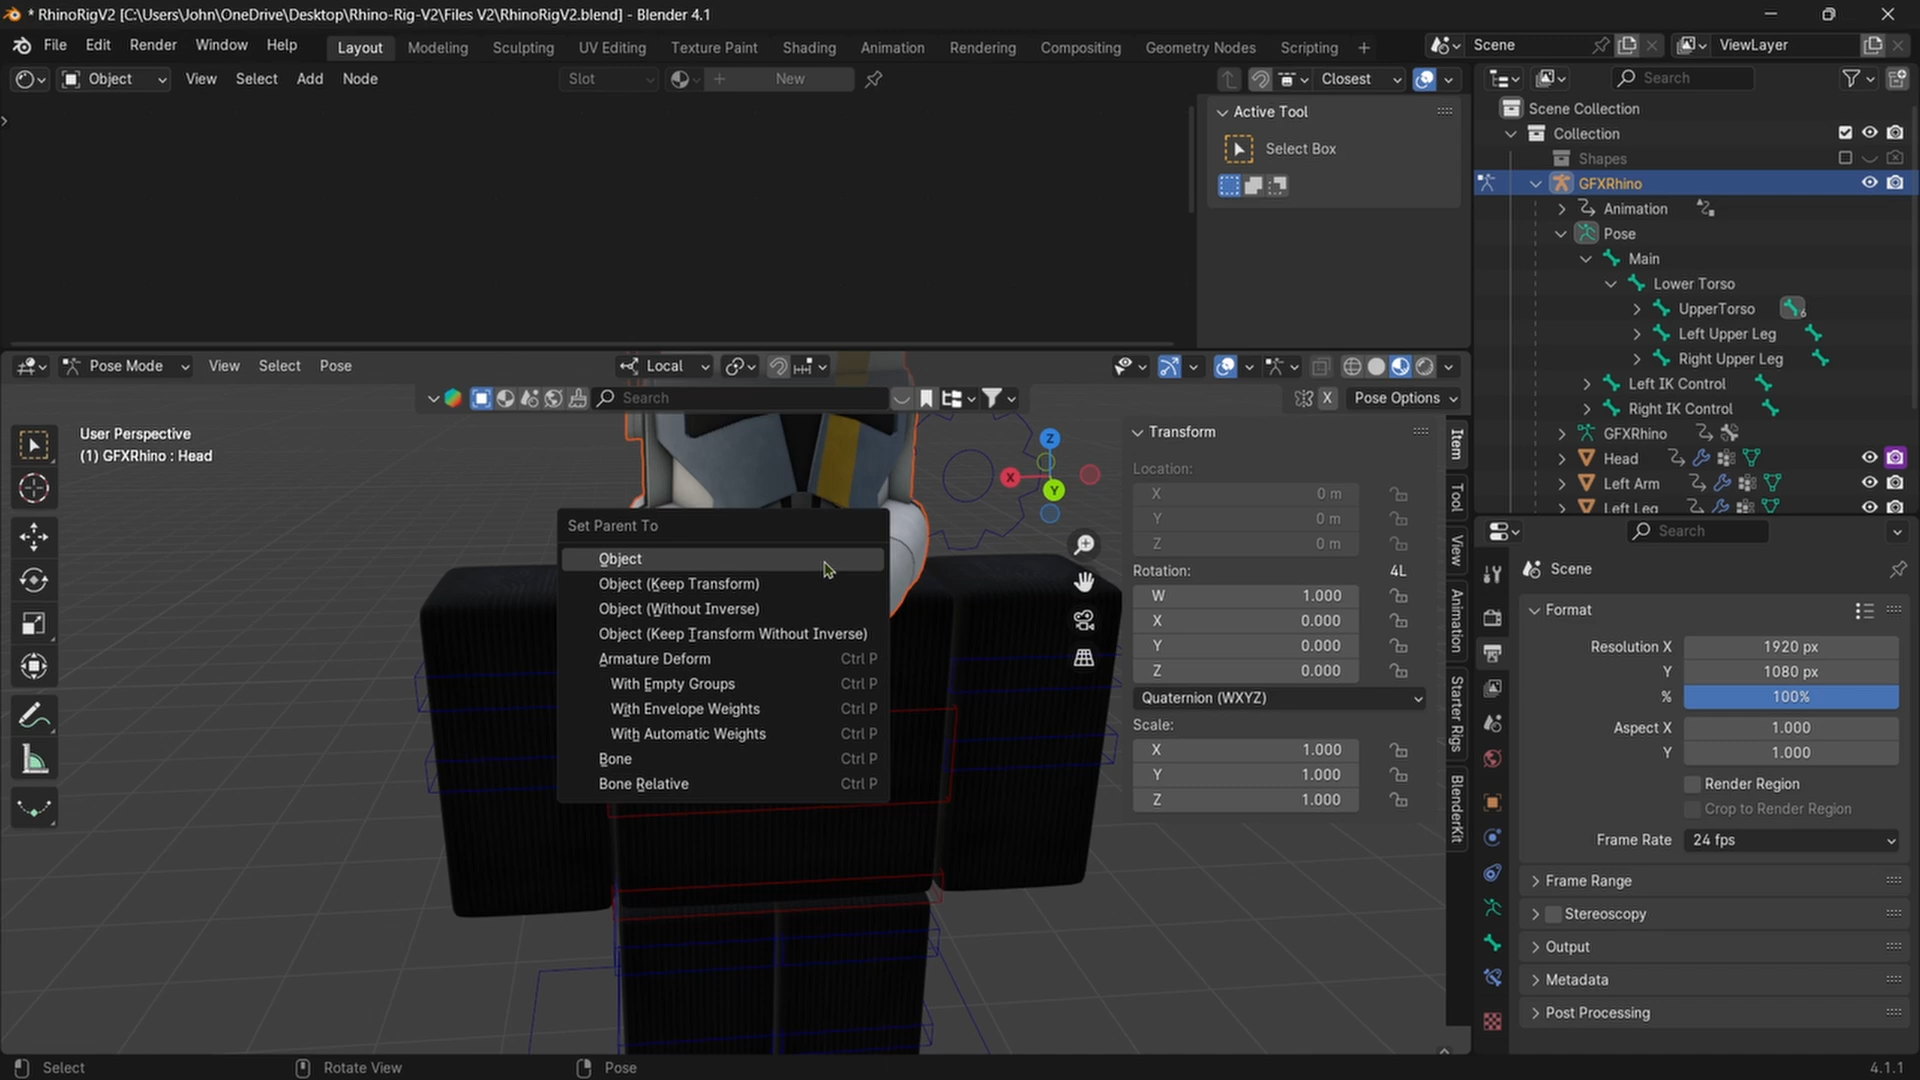 * RhinoRigV2 [C:\Users\John\OneDrive\Desktop\Rhino-Rig-V2\Files V2\RhinoRigV2.blend] - Blender 4.1
File Edit Render Window Help
Layout Modeling Sculpting UV Editing Texture Paint Shading Animation Rendering Compositing Geometry Nodes Scripting +
Scene
ViewLayer
Object View Select Add Node
Slot
New
Closest
Search
Active Tool
Select Box
Scene Collection
Collection
Shapes
GFXRhino
Animation
Pose
Main
Lower Torso
UpperTorso
6
Left Upper Leg
Right Upper Leg
Left IK Control
Right IK Control
GFXRhino
Head
Left Arm
Left Leg
Pose Mode View Select Pose
Local
Search
X
Pose Options
User Perspective
(1) GFXRhino : Head
Z
X
Y
Set Parent To
Object
Object (Keep Transform)
Object (Without Inverse)
Object (Keep Transform Without Inverse)
Armature Deform Ctrl P
With Empty Groups Ctrl P
With Envelope Weights Ctrl P
With Automatic Weights Ctrl P
Bone Ctrl P
Bone Relative Ctrl P
Transform
Location:
X 0 m
Y 0 m
Z 0 m
Rotation: 4L
W 1.000
X 0.000
Y 0.000
Z 0.000
Quaternion (WXYZ)
Scale:
X 1.000
Y 1.000
Z 1.000
Item
Tool
View
Animation
Starter Rigs
BlenderKit
Search
Scene
Format
Resolution X 1920 px
Y 1080 px
% 100%
Aspect X 1.000
Y 1.000
Render Region
Crop to Render Region
Frame Rate 24 fps
Frame Range
Stereoscopy
Output
Metadata
Post Processing
Select
Rotate View
Pose
4.1.1